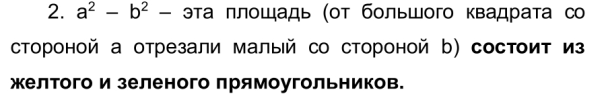 2. a² – b² – эта площадь (от большого квадрата со
стороной а отрезали малый со стороной b) состоит из
желтого и зеленого прямоугольников.